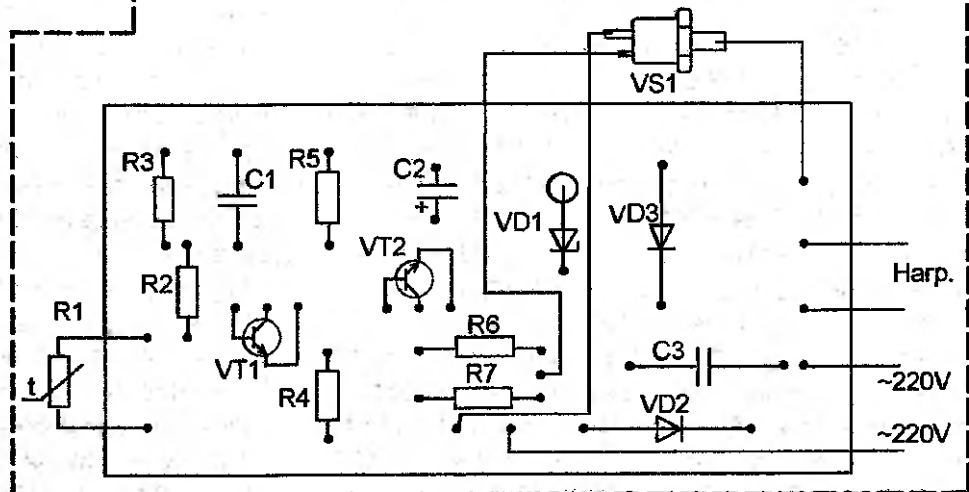 VS1
R3
C1
R5
C2
VD1
VD3
VT2
Нагр.
R2
R1
R6
t
VT1
R4
R7
C3
~220V
VD2
~220V
+